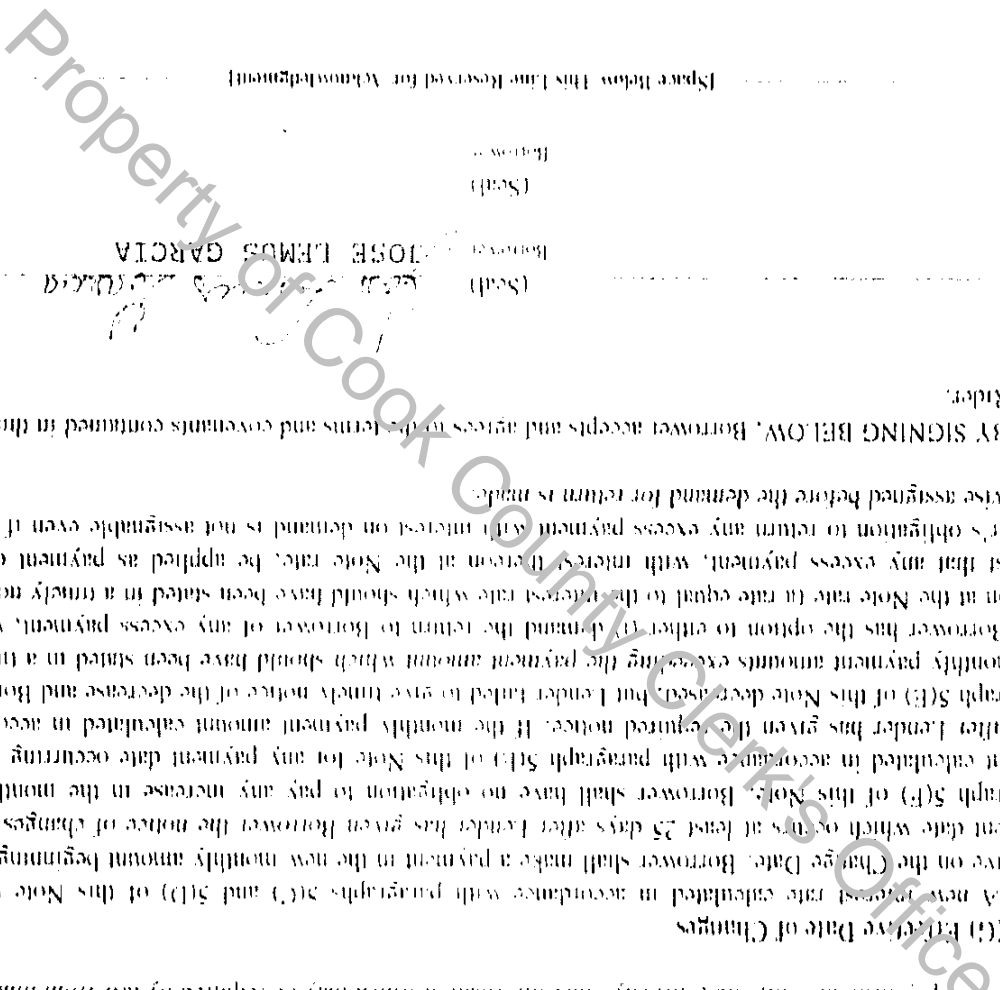 (G) Effective Date of Changes
A new interest rate calculated in accordance with paragraphs 5(C) and 5(D) of this Note
ive on the Change Date. Borrower shall make a payment in the new monthly amount beginning
ent date which occurs at least 25 days after Lender has given Borrower the notice of changes
graph 5(F) of this Note. Borrower shall have no obligation to pay any increase in the month
nt calculated in accordance with paragraph 5(E) of this Note for any payment date occurring
after Lender has given the required notice. If the monthly payment amount calculated in acco
raph 5(E) of this Note decreased, but Lender failed to give timely notice of the decrease and Bor
nonthly payment amounts exceeding the payment amount which should have been stated in a tim
Borrower has the option to either (i) demand the return to Borrower of any excess payment, w
on at the Note rate (a rate equal to the interest rate which should have been stated in a timely no
st that any excess payment, with interest thereon at the Note rate, be applied as payment o
er's obligation to return any excess payment with interest on demand is not assignable even if
wise assigned before the demand for return is made.
BY SIGNING BELOW, Borrower accepts and agrees to the terms and covenants contained in this
Rider.
(Seal)
Borrower
JOSE LEMUS GARCIA
(Seal)
Borrower
[Space Below This Line Reserved for Acknowledgment]
Property of Cook County Clerk's Office